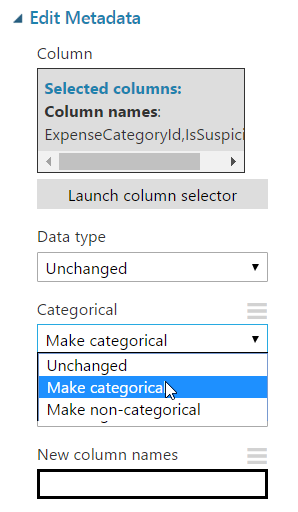 Edit Metadata
Column
Selected columns:
Column names:
ExpenseCategoryId,IsSuspici
Launch column selector
Data type
Unchanged
Categorical
Make categorical
Unchanged
Make categorical
Make non-categorical
New column names